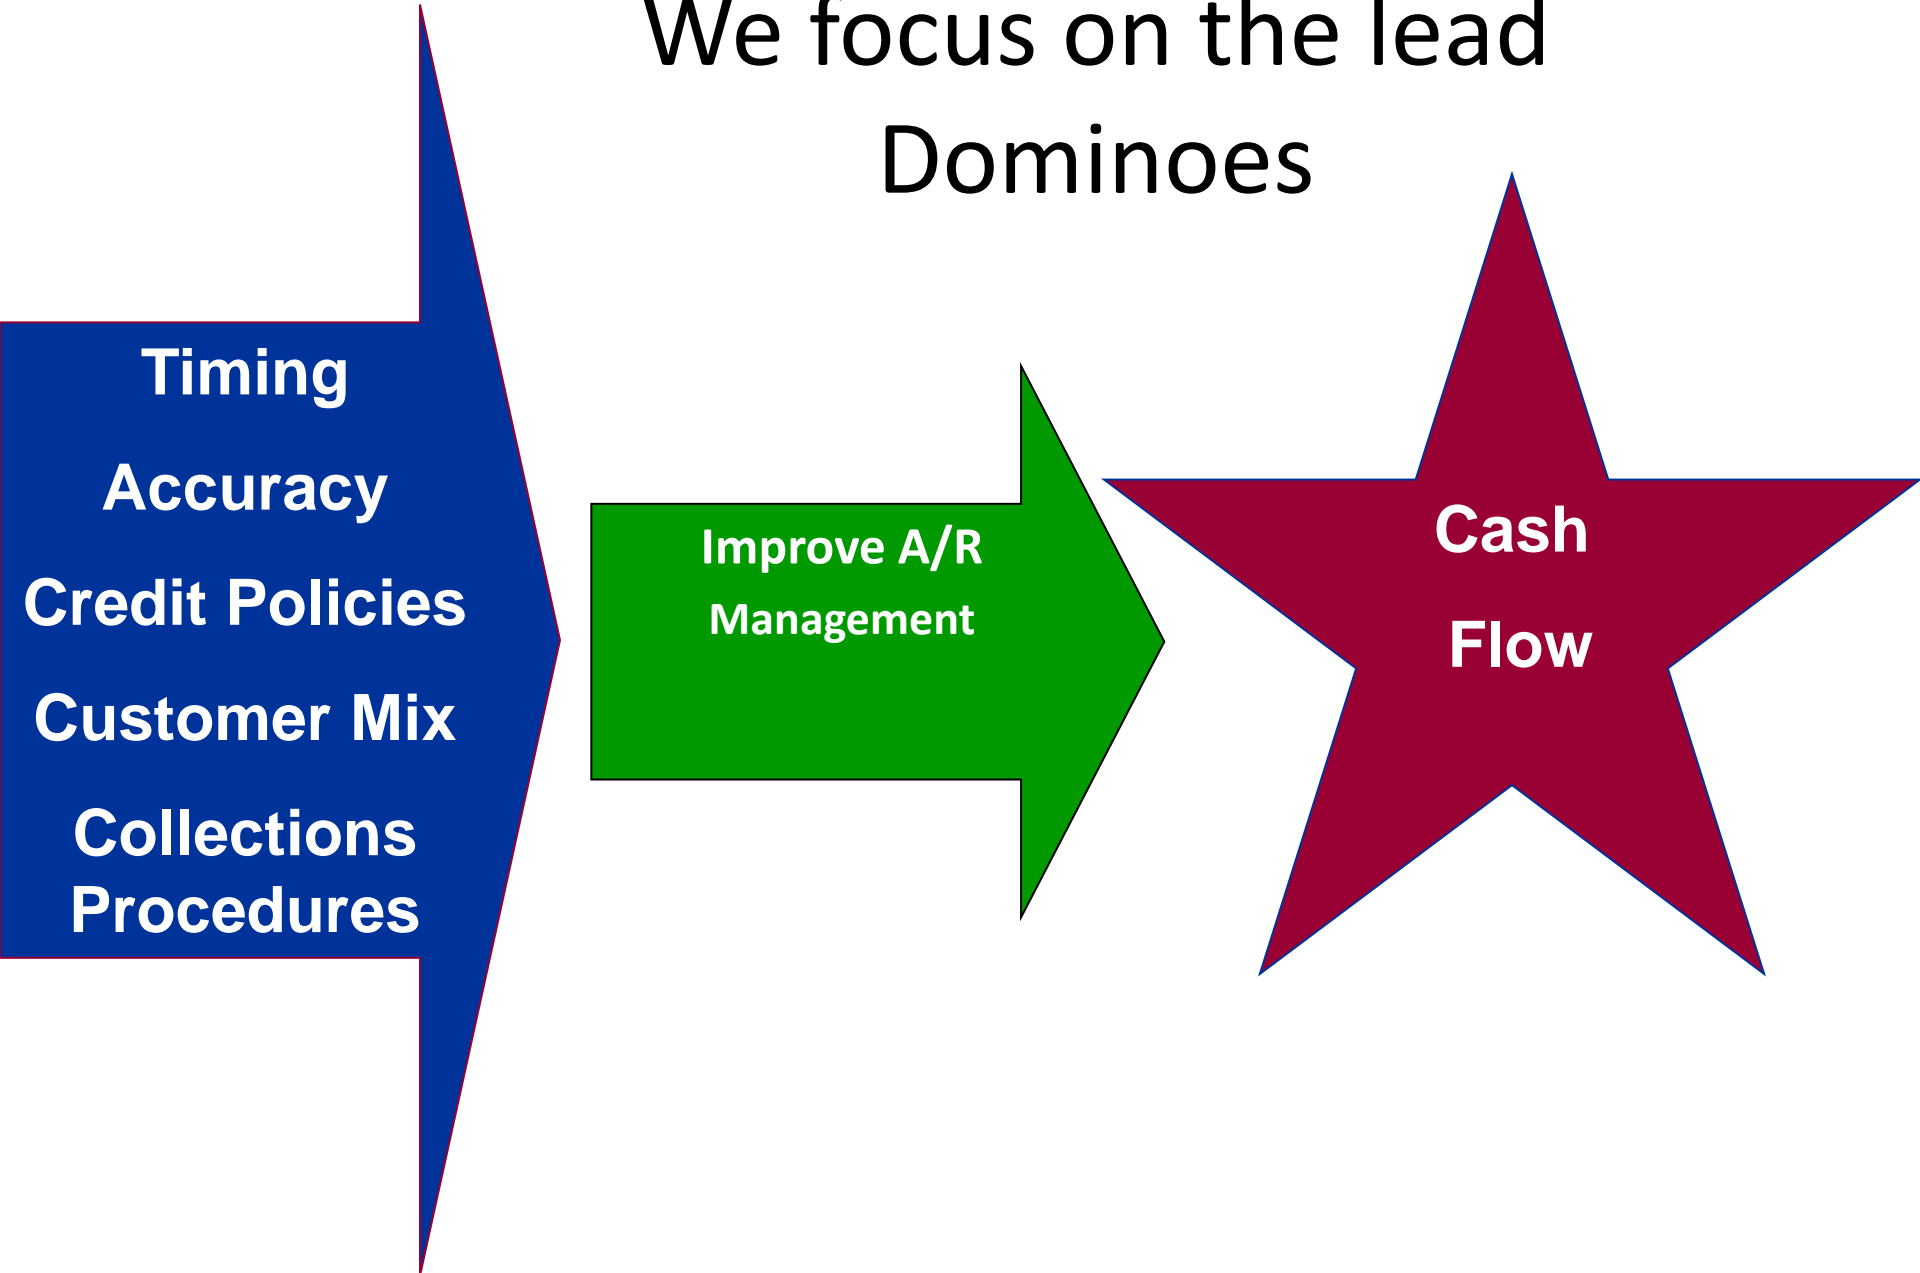 We focus on the lead
Dominoes
Timing
Accuracy
Credit Policies
Customer Mix
Collections
Procedures
Improve A/R
Management
Cash
Flow